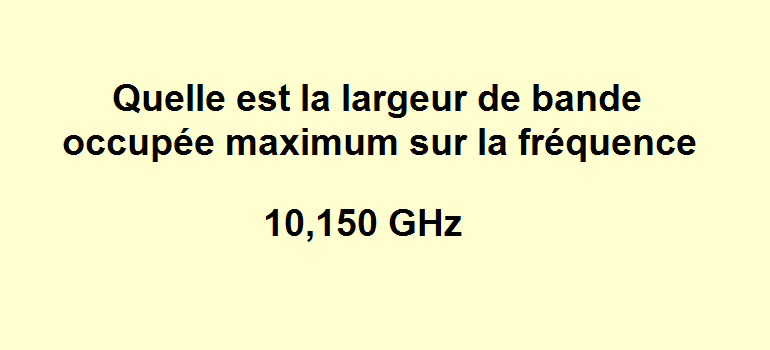 Quelle est la largeur de bande
occupée maximum sur la fréquence
10,150 GHz